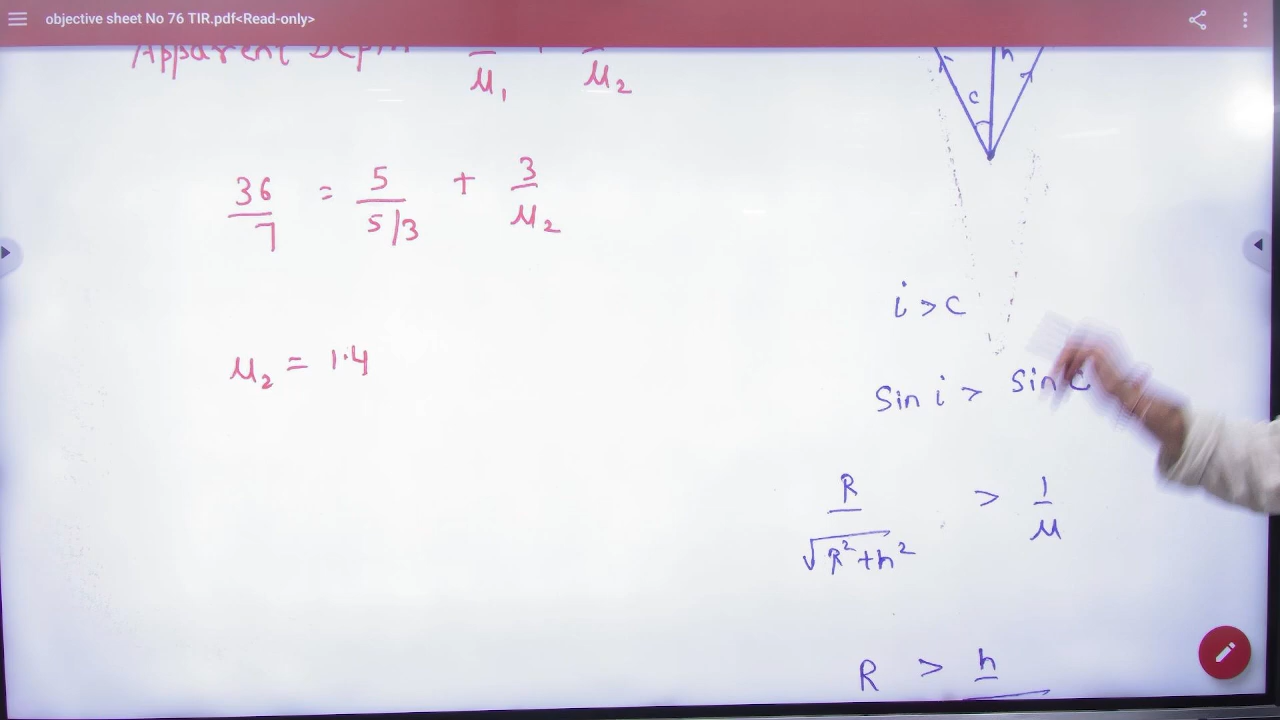 objective sheet No 76 TIR.pdf<Read-only>
Apparent
μ₁ μ₂
36/7 = 5/(5/3) + 3/μ₂
μ₂ = 1.4
h
c
i > c
Sin i > Sin c
R/√(R²+h²) > 1/μ
R > h